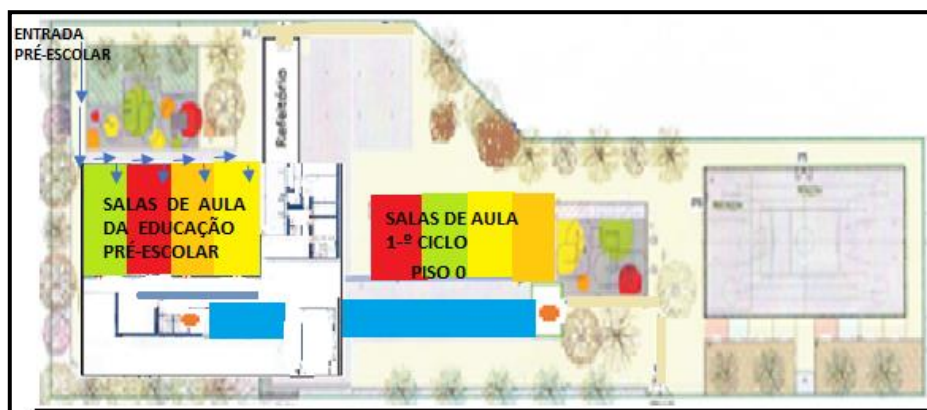 ENTRADA
PRÉ-ESCOLAR
Refeitório
SALAS DE AULA
DA EDUCAÇÃO
PRÉ-ESCOLAR
SALAS DE AULA
1-º CICLO
PISO 0